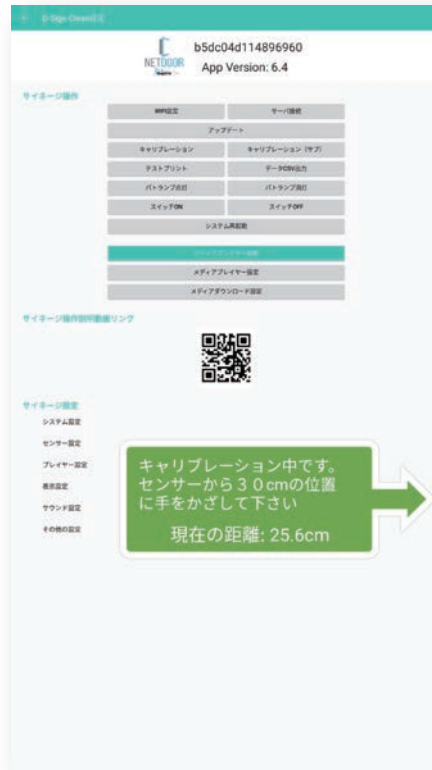 D-Sign Clean
b5dc04d114896960
NETDOOR
App Version: 6.4
サイネージ操作
WIFI設定
サーバ接続
アップデート
キャリブレーション
キャリブレーション (サブ)
テストプリント
データCSV出力
パトランプ点灯
パトランプ消灯
スイッチON
スイッチOFF
システム再起動
メディアプレイヤー設定
メディアダウンロード設定
サイネージ操作説明動画リンク
サイネージ設定
システム設定
センサー設定
プレイヤー設定
表示設定
サウンド設定
その他の設定
キャリブレーション中です。
センサーから３０cmの位置
に手をかざして下さい
現在の距離: 25.6cm